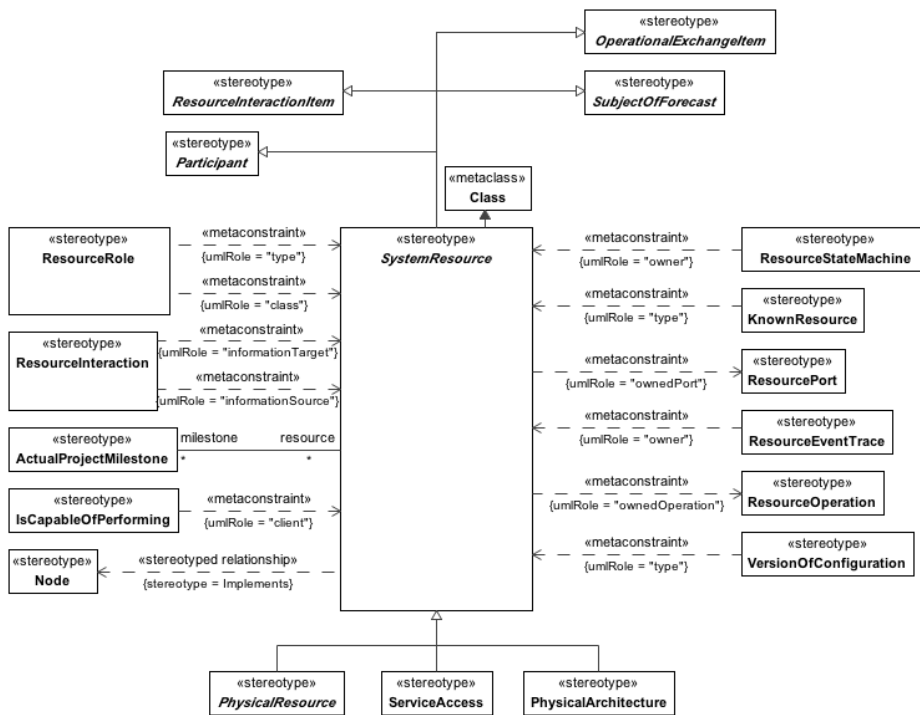 «stereotype»
OperationalExchangeItem
«stereotype»
ResourceInteractionItem
«stereotype»
SubjectOfForecast
«stereotype»
Participant
«metaclass»
Class
«stereotype»
ResourceRole
«metaconstraint»
{umlRole = "type"}
«metaconstraint»
{umlRole = "class"}
«stereotype»
SystemResource
«metaconstraint»
{umlRole = "owner"}
«stereotype»
ResourceStateMachine
«metaconstraint»
{umlRole = "type"}
«stereotype»
KnownResource
«stereotype»
ResourceInteraction
«metaconstraint»
{umlRole = "informationTarget"}
«metaconstraint»
{umlRole = "informationSource"}
«metaconstraint»
{umlRole = "ownedPort"}
«stereotype»
ResourcePort
«stereotype»
ActualProjectMilestone
milestone resource
* *
«metaconstraint»
{umlRole = "owner"}
«stereotype»
ResourceEventTrace
«stereotype»
IsCapableOfPerforming
«metaconstraint»
{umlRole = "client"}
«metaconstraint»
{umlRole = "ownedOperation"}
«stereotype»
ResourceOperation
«stereotype»
Node
«stereotyped relationship»
{stereotype = Implements}
«metaconstraint»
{umlRole = "type"}
«stereotype»
VersionOfConfiguration
«stereotype»
PhysicalResource
«stereotype»
ServiceAccess
«stereotype»
PhysicalArchitecture